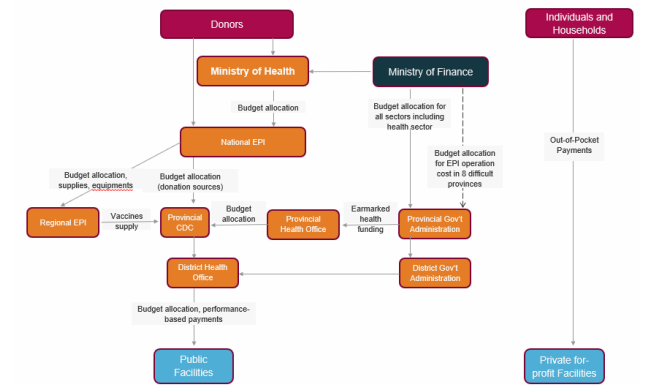 Donors
Individuals and
Households
Ministry of Health
Ministry of Finance
Budget allocation
Budget allocation for
all sectors including
health sector
National EPI
Out-of-Pocket
Payments
Budget allocation
for EPI operation
cost in 8 difficult
provinces
Budget allocation,
supplies, equipments
Budget allocation
(donation sources)
Regional EPI
Vaccines
supply
Provincial
CDC
Budget
allocation
Provincial
Health Office
Earmarked
health
funding
Provincial Gov't
Administration
District Health
Office
District Gov't
Administration
Budget allocation, performance-
based payments
Public
Facilities
Private for-
profit Facilities